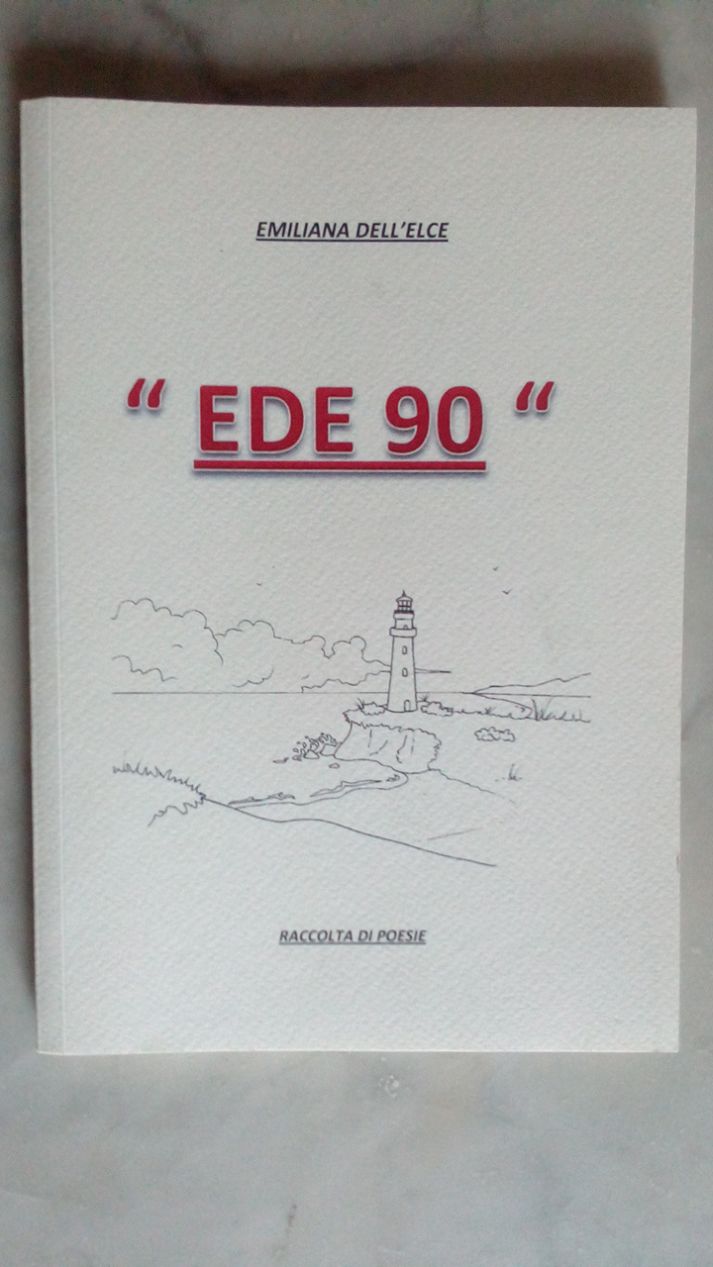 EMILIANA DELL’ELCE
“ EDE 90 “
RACCOLTA DI POESIE